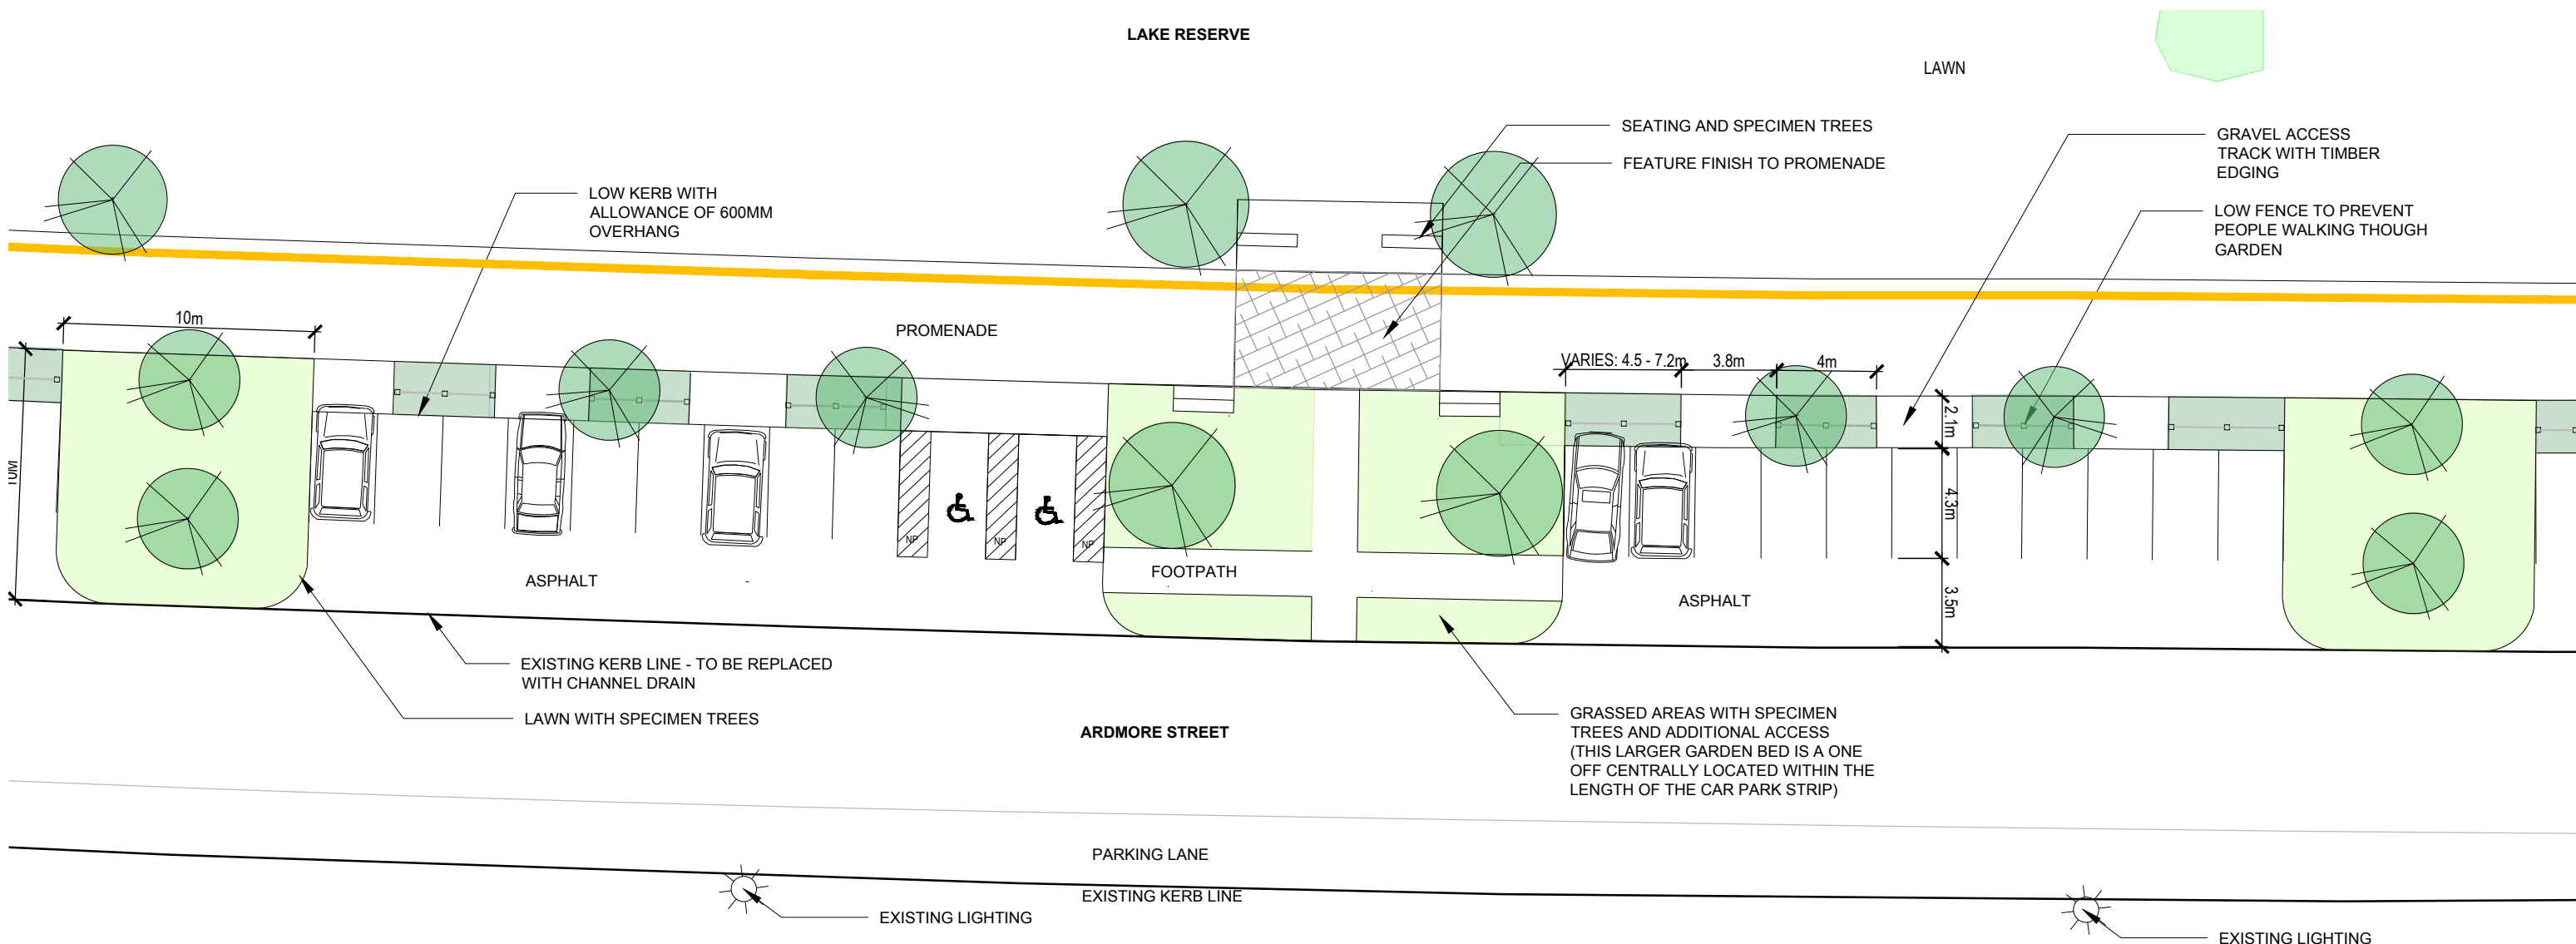 LAKE RESERVE
LAWN
SEATING AND SPECIMEN TREES
FEATURE FINISH TO PROMENADE
GRAVEL ACCESS
TRACK WITH TIMBER
EDGING
LOW FENCE TO PREVENT
PEOPLE WALKING THOUGH
GARDEN
LOW KERB WITH
ALLOWANCE OF 600MM
OVERHANG
10m
PROMENADE
VARIES: 4.5 - 7.2m
3.8m
4m
2.1m
4.3m
3.5m
10M
NP
NP
NP
ASPHALT
FOOTPATH
ASPHALT
EXISTING KERB LINE - TO BE REPLACED
WITH CHANNEL DRAIN
LAWN WITH SPECIMEN TREES
ARDMORE STREET
GRASSED AREAS WITH SPECIMEN
TREES AND ADDITIONAL ACCESS
(THIS LARGER GARDEN BED IS A ONE
OFF CENTRALLY LOCATED WITHIN THE
LENGTH OF THE CAR PARK STRIP)
PARKING LANE
EXISTING KERB LINE
EXISTING LIGHTING
EXISTING LIGHTING